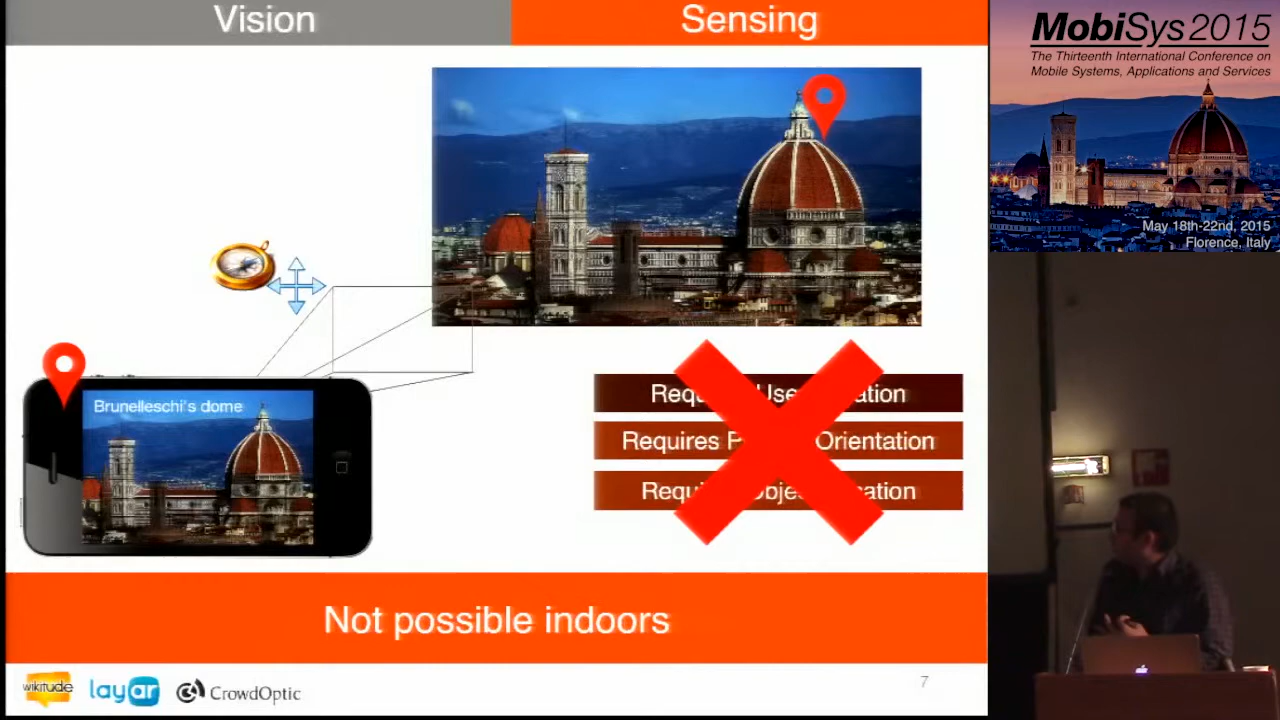 Vision
Sensing
MobiSys 2015
The Thirteenth International Conference on
Mobile Systems, Applications and Services
May 18th-22nd, 2015
Florence, Italy
Brunelleschi's dome
Requires Orientation
Not possible indoors
wikitude
layar
CrowdOptic
7